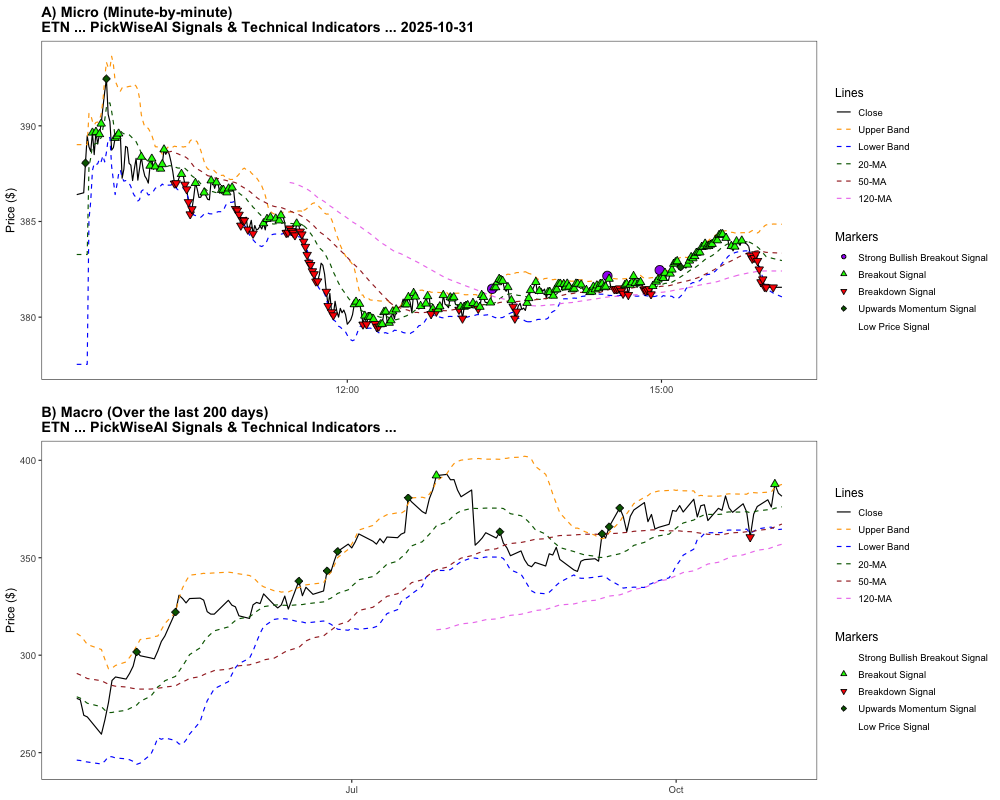 A) Micro (Minute-by-minute)
ETN ... PickWiseAI Signals & Technical Indicators ... 2025-10-31
Price ($)
390
385
380
12:00
15:00
Lines
Close
Upper Band
Lower Band
20-MA
50-MA
120-MA
Markers
Strong Bullish Breakout Signal
Breakout Signal
Breakdown Signal
Upwards Momentum Signal
Low Price Signal
B) Macro (Over the last 200 days)
ETN ... PickWiseAI Signals & Technical Indicators ...
Price ($)
400
350
300
250
Jul
Oct
Lines
Close
Upper Band
Lower Band
20-MA
50-MA
120-MA
Markers
Strong Bullish Breakout Signal
Breakout Signal
Breakdown Signal
Upwards Momentum Signal
Low Price Signal